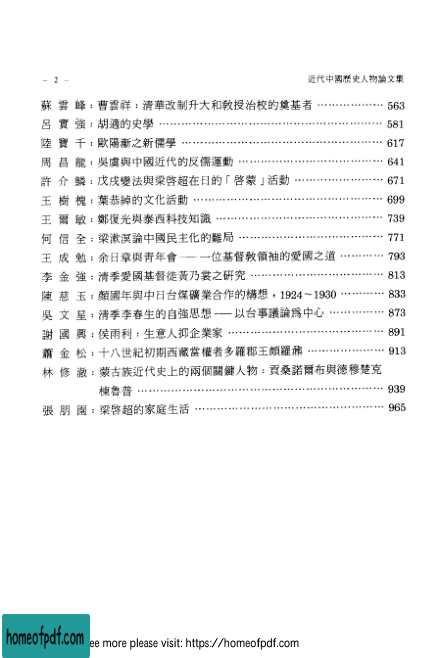 – 2 –
近代中國歷史人物論文集
蘇雲峰：曹雲祥：清華改制升大和教授治校的奠基者 ………………… 563
呂實強：胡適的史學 ………………… 581
陸寶千：歐陽漸之新儒學 ………………… 617
周昌龍：吳虞與中國近代的反儒運動 ………………… 641
許介鱗：戊戌變法與梁啓超在日的「啓蒙」活動 ………………… 671
王樹槐：葉恭綽的文化活動 ………………… 699
王爾敏：鄭復光與泰西科技知識 ………………… 739
何信全：梁漱溟論中國民主化的難局 ………………… 771
王成勉：余日章與青年會 —— 一位基督教領袖的愛國之道 ………… 793
李金強：清季愛國基督徒黃乃裳之研究 ………………… 813
陳慈玉：顏國年與中日台煤礦業合作的構想，1924～1930 ………… 833
吳文星：清季李春生的自強思想 —— 以台事議論爲中心 ………… 873
謝國興：侯雨利：生意人抑企業家 ………………… 891
蕭金松：十八世紀初期西藏當權者多羅郡王頗羅鼐 ………………… 913
林修澈：蒙古族近代史上的兩個關鍵人物：貢桑諾爾布與德穆楚克
棟魯普 ………………… 939
張朋園：梁啓超的家庭生活 ………………… 965
homeofpdf.com
ee more please visit: https://homeofpdf.com